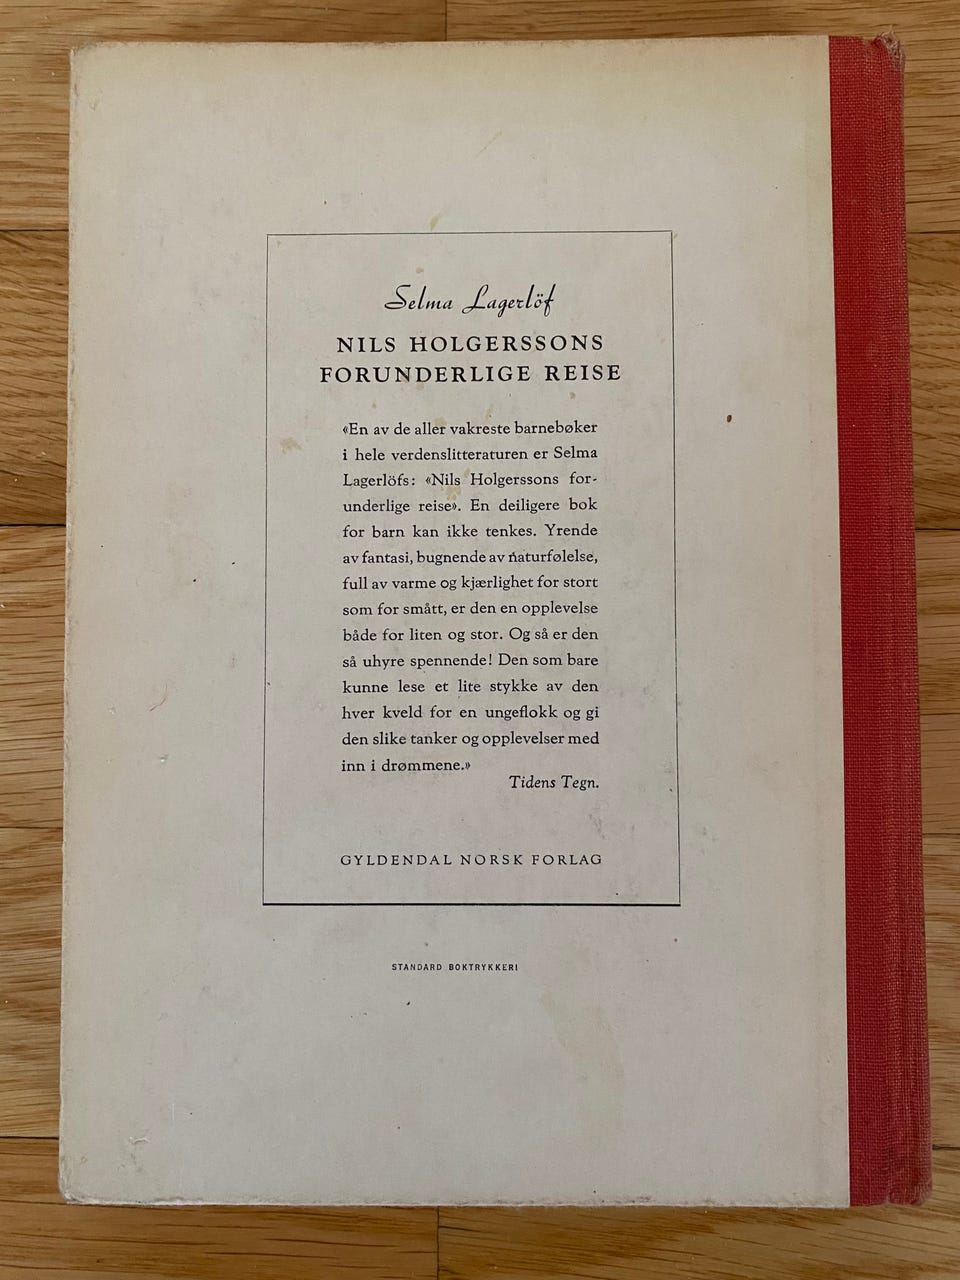 Selma Lagerlöf
NILS HOLGERSSONS
FORUNDERLIGE REISE
«En av de aller vakreste barnebøker
i hele verdenslitteraturen er Selma
Lagerlöfs: «Nils Holgerssons for-
underlige reise». En deiligere bok
for barn kan ikke tenkes. Yrende
av fantasi, bugnende av naturfølelse,
full av varme og kjærlighet for stort
som for smått, er den en opplevelse
både for liten og stor. Og så er den
så uhyre spennende! Den som bare
kunne lese et lite stykke av den
hver kveld for en ungeflokk og gi
den slike tanker og opplevelser med
inn i drømmene.»
Tidens Tegn.
GYLDENDAL NORSK FORLAG
STANDARD BOKTRYKKERI